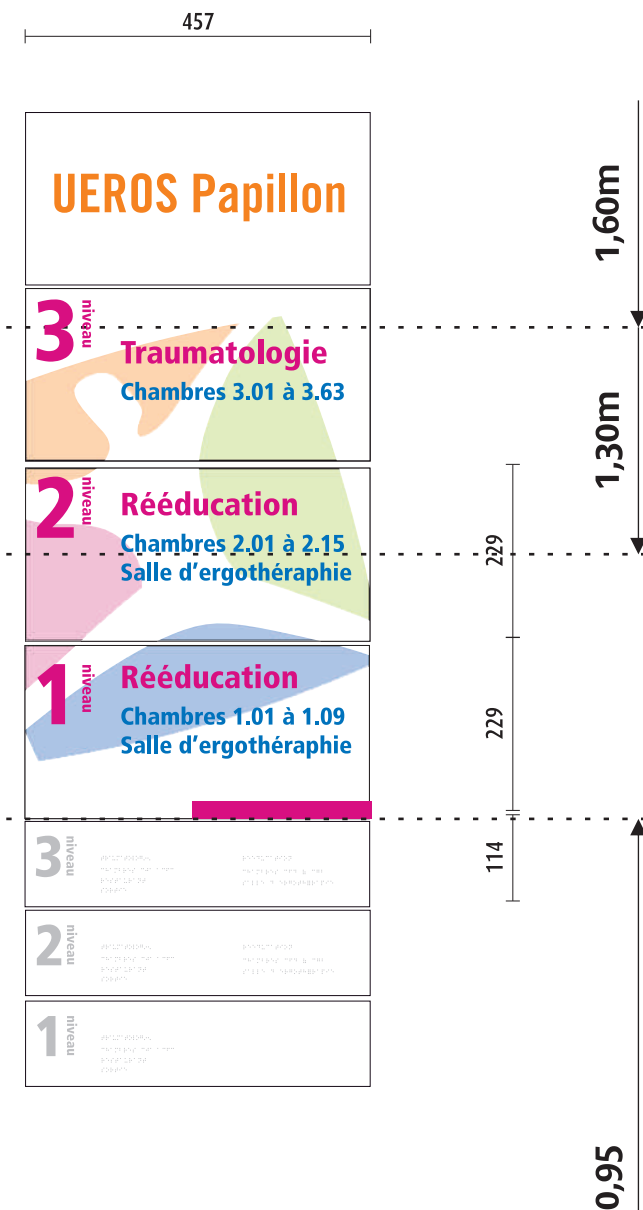 457
UEROS Papillon
1,60m
3 niveau
Traumatologie
Chambres 3.01 à 3.63
1,30m
2 niveau
Rééducation
Chambres 2.01 à 2.15
Salle d’ergothéraphie
229
1 niveau
Rééducation
Chambres 1.01 à 1.09
Salle d’ergothéraphie
229
3 niveau
114
2 niveau
1 niveau
0,95